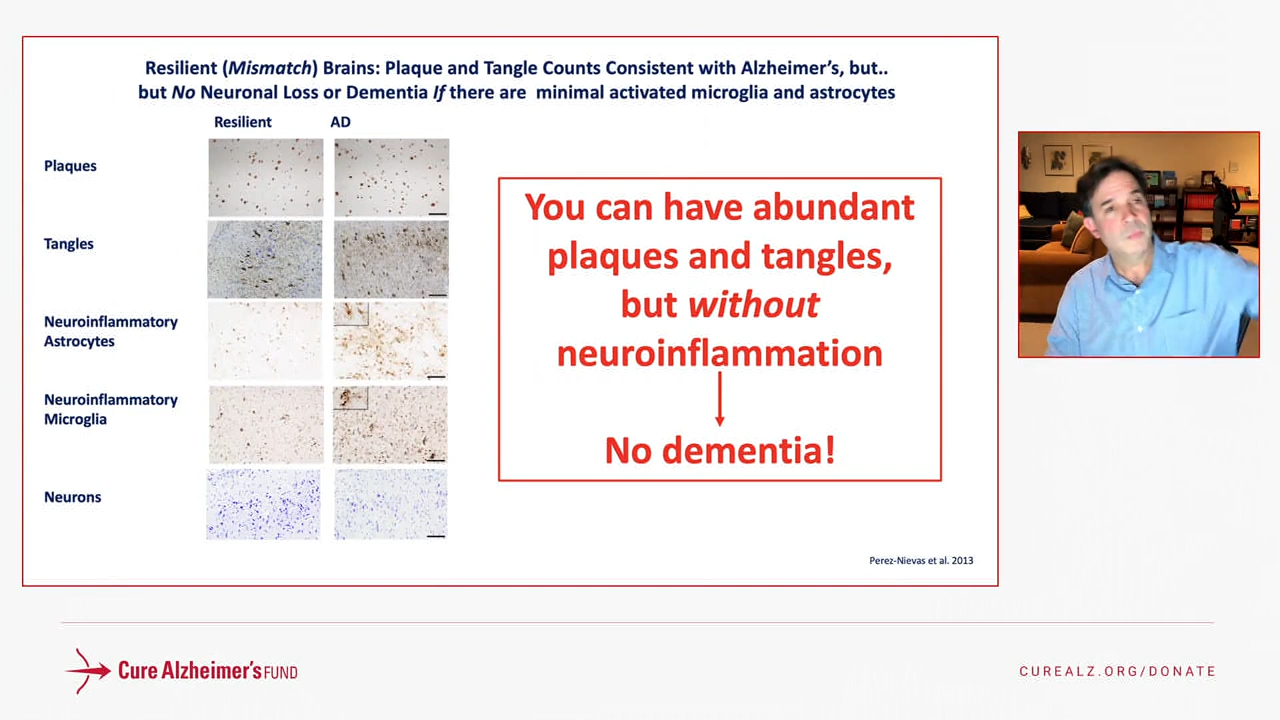 Resilient (Mismatch) Brains: Plaque and Tangle Counts Consistent with Alzheimer's, but..
but No Neuronal Loss or Dementia If there are minimal activated microglia and astrocytes
Resilient AD
Plaques
Tangles
Neuroinflammatory
Astrocytes
Neuroinflammatory
Microglia
Neurons
You can have abundant
plaques and tangles,
but without
neuroinflammation
No dementia!
Perez-Nievas et al. 2013
Cure Alzheimer's FUND
CUREALZ.ORG/DONATE